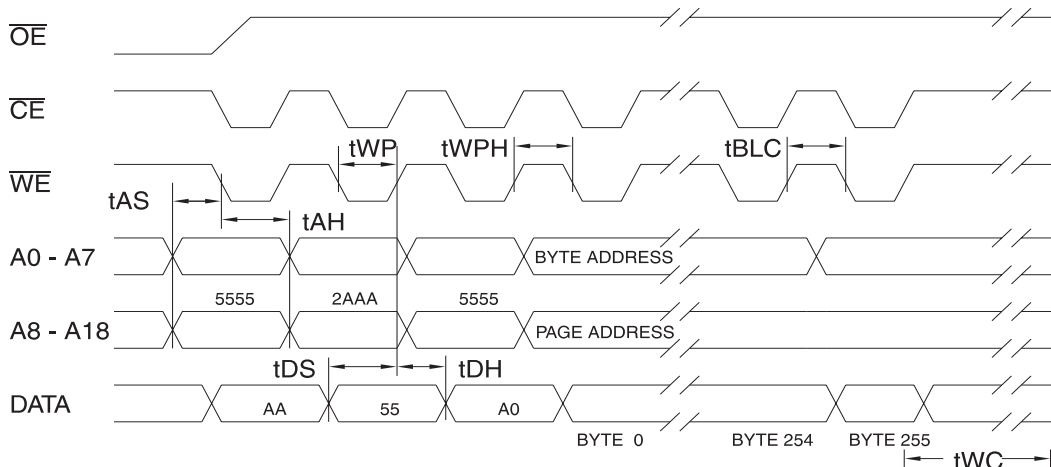 OE
CE
tWP
tWPH
tBLC
WE
tAS
tAH
A0 - A7
BYTE ADDRESS
5555
2AAA
5555
A8 - A18
PAGE ADDRESS
tDS
tDH
DATA
AA
55
A0
BYTE 0
BYTE 254
BYTE 255
tWC